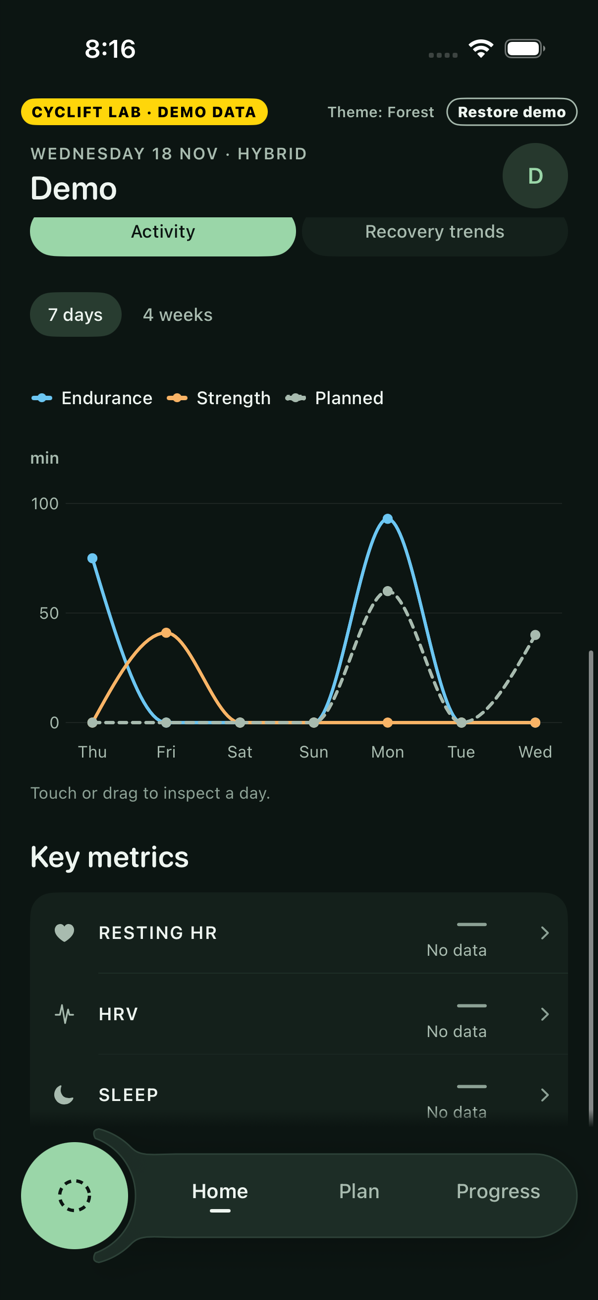 8:16
CYCLIFT LAB · DEMO DATA
Theme: Forest
Restore demo
WEDNESDAY 18 NOV · HYBRID
Demo
D
Activity
Recovery trends
7 days
4 weeks
Endurance
Strength
Planned
min
100
50
0
Thu Fri Sat Sun Mon Tue Wed
Touch or drag to inspect a day.
Key metrics
RESTING HR
No data
HRV
No data
SLEEP
No data
Home
Plan
Progress